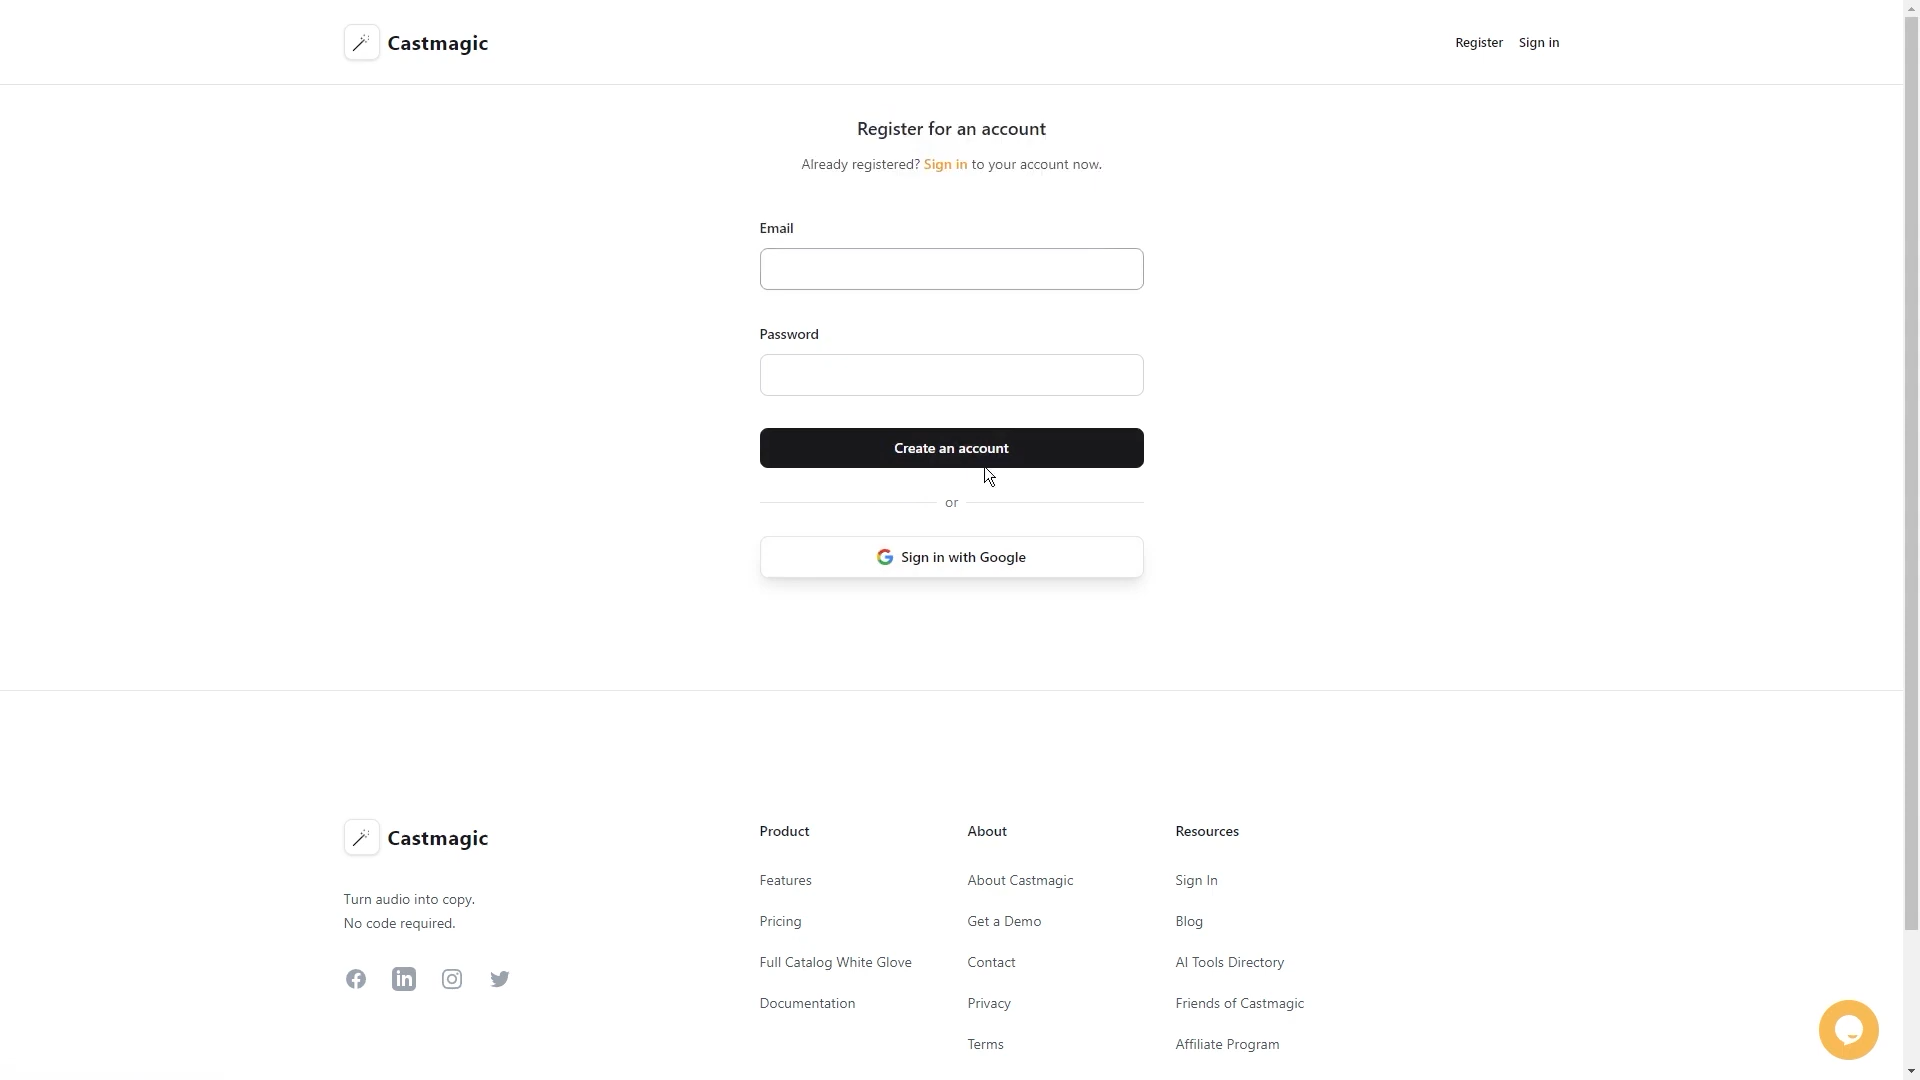 Castmagic
Register Sign in
Register for an account
Already registered? Sign in to your account now.
Email
Password
Create an account
or
Sign in with Google
Castmagic
Turn audio into copy.
No code required.
Product
Features
Pricing
Full Catalog White Glove
Documentation
About
About Castmagic
Get a Demo
Contact
Privacy
Terms
Resources
Sign In
Blog
AI Tools Directory
Friends of Castmagic
Affiliate Program